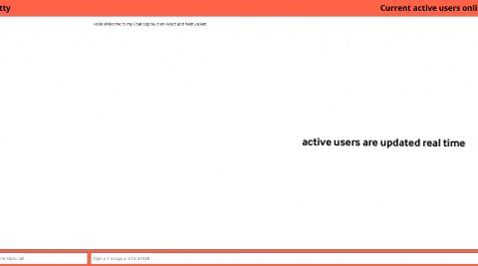 tty
Current active users onli
Hello Welcome to my Chat app built on React and WebSocket!
active users are updated real time
Type a message and hit ENTER